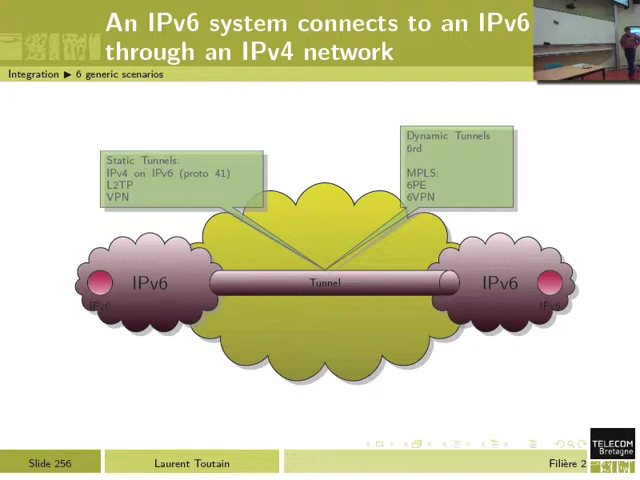 An IPv6 system connects to an IPv6
through an IPv4 network
Integration ▶ 6 generic scenarios
Static Tunnels:
IPv4 on IPv6 (proto 41)
L2TP
VPN
Dynamic Tunnels
6rd
MPLS:
6PE
6VPN
IPv6
IPv6
Tunnel
IPv6
IPv6
TELECOM
Bretagne
Slide 256
Laurent Toutain
Filière 2